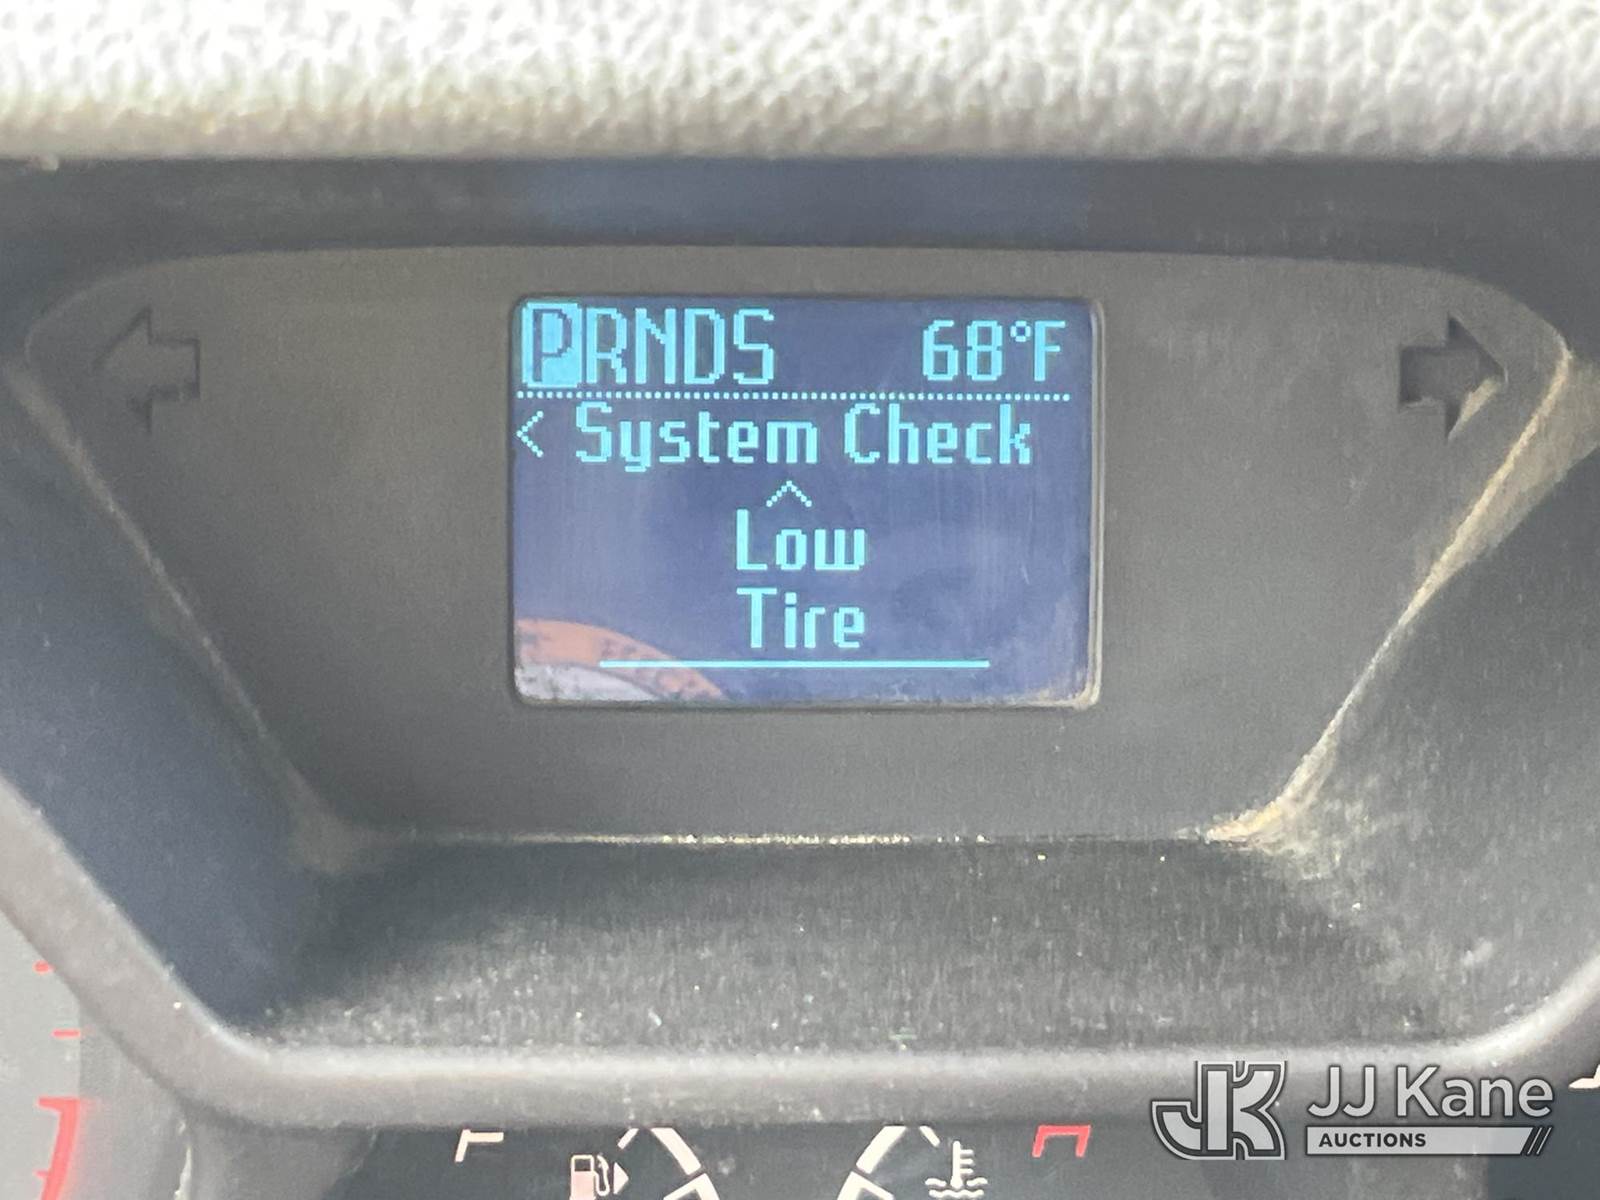 PRNDS 68°F
< System Check
^
Low
Tire
JJ Kane
AUCTIONS